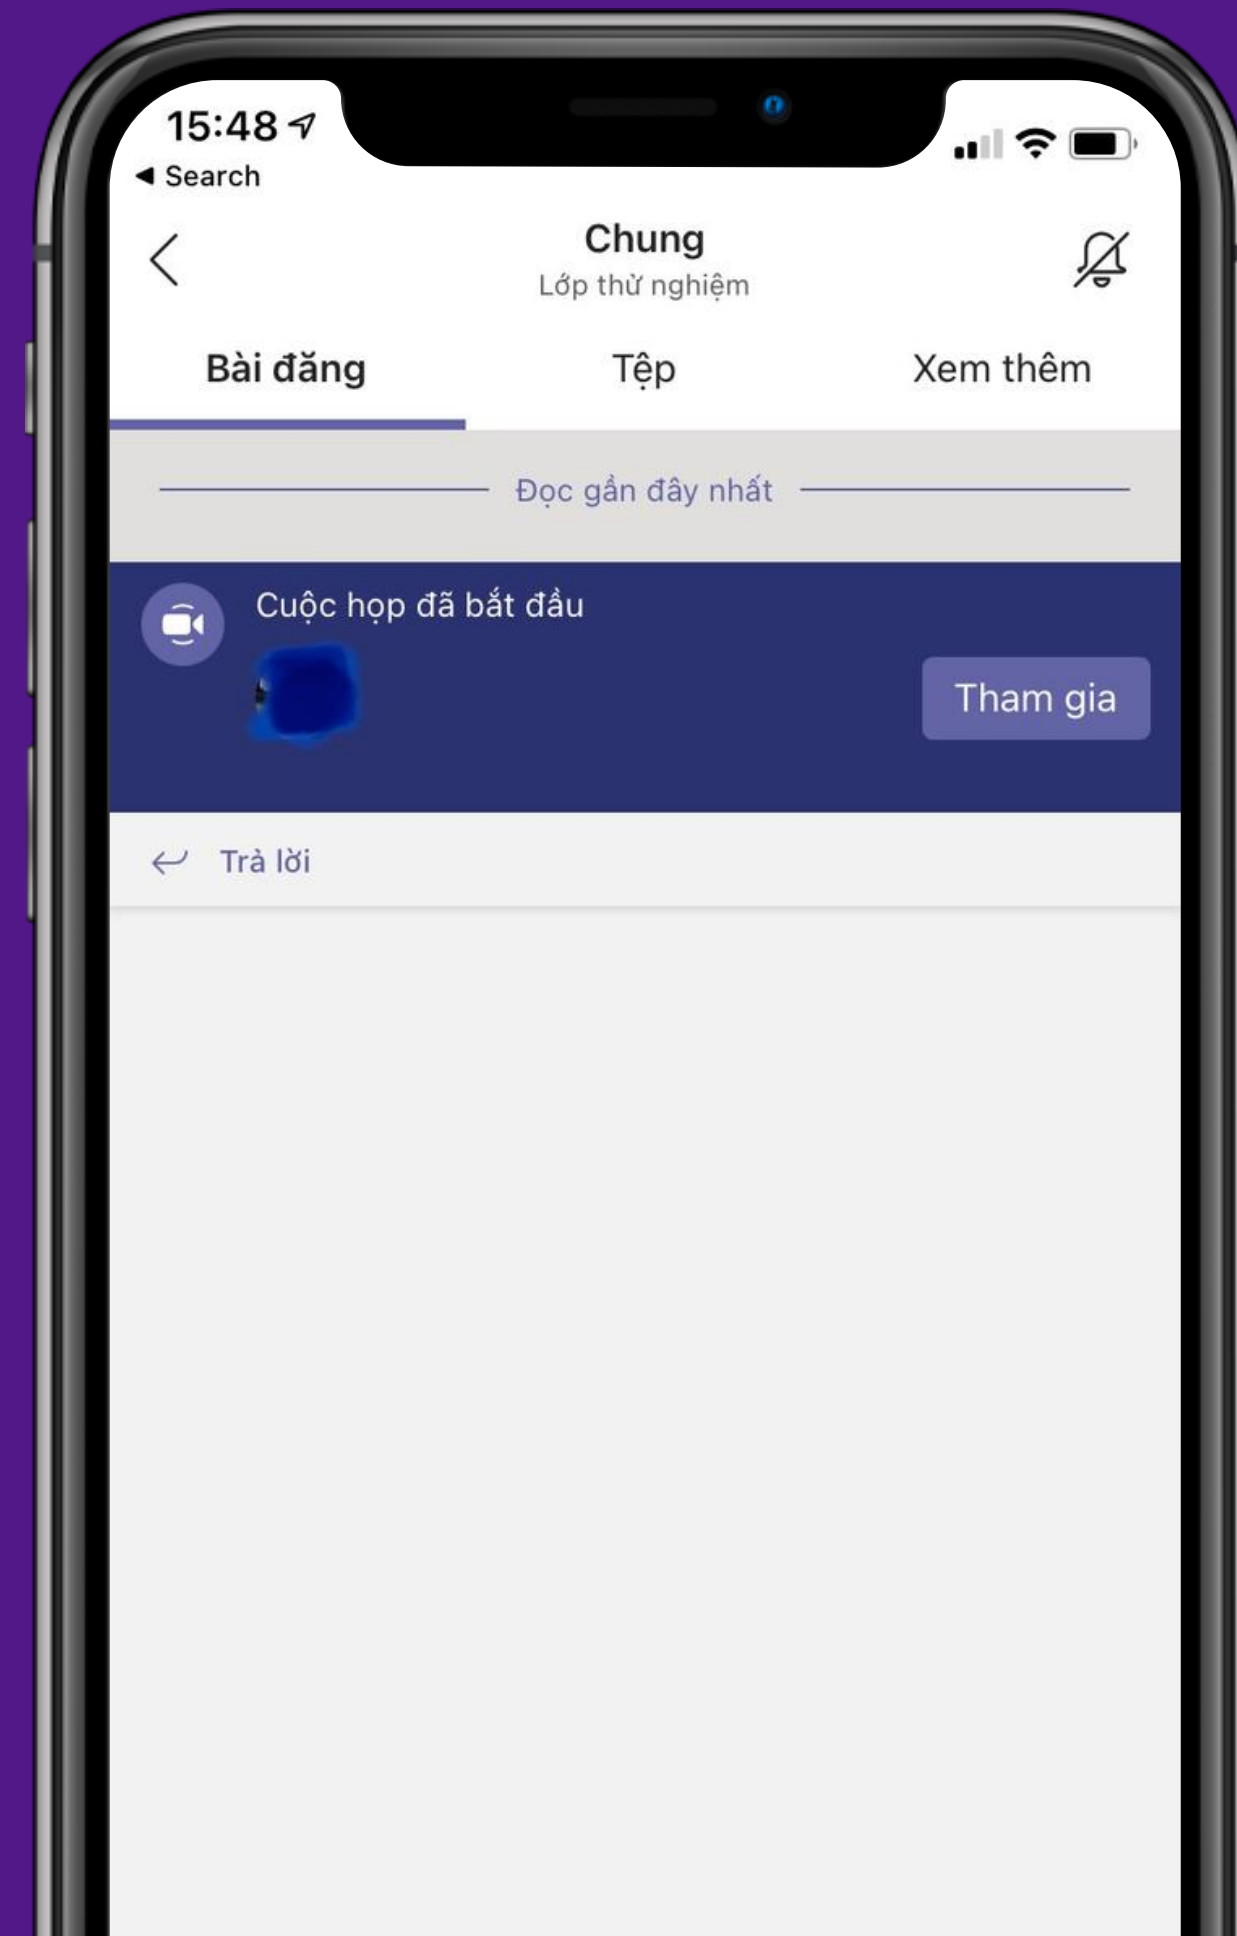 15:48
◀ Search
Chung
Lớp thử nghiệm
Bài đăng
Tệp
Xem thêm
Đọc gần đây nhất
Cuộc họp đã bắt đầu
Tham gia
Trả lời